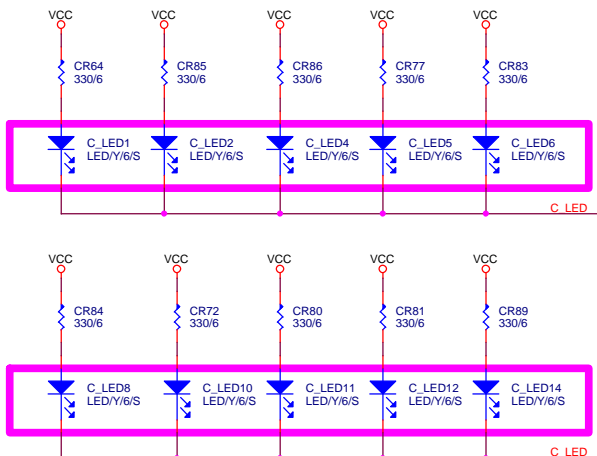 VCC VCC VCC VCC VCC
CR64 CR85 CR86 CR77 CR83
330/6 330/6 330/6 330/6 330/6
C_LED1 C_LED2 C_LED4 C_LED5 C_LED6
LED/Y/6/S LED/Y/6/S LED/Y/6/S LED/Y/6/S LED/Y/6/S
C_LED
VCC VCC VCC VCC VCC
CR84 CR72 CR80 CR81 CR89
330/6 330/6 330/6 330/6 330/6
C_LED8 C_LED10 C_LED11 C_LED12 C_LED14
LED/Y/6/S LED/Y/6/S LED/Y/6/S LED/Y/6/S LED/Y/6/S
C_LED